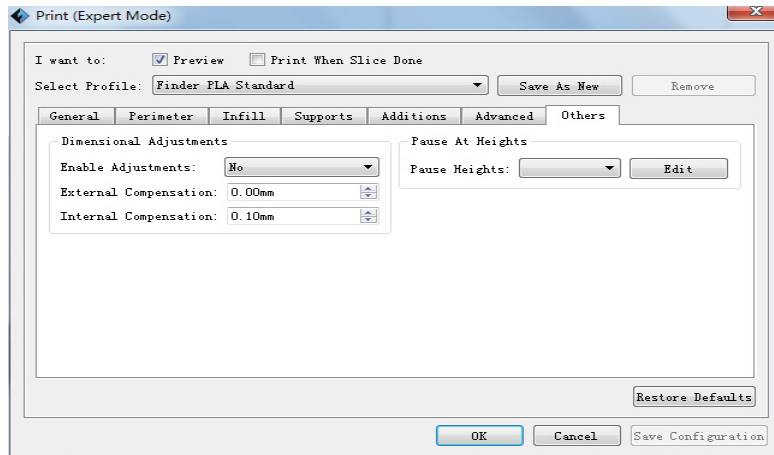 Print (Expert Mode)
I want to: Preview Print When Slice Done
Select Profile: Finder PLA Standard Save As New Remove
General Perimeter Infill Supports Additions Advanced Others
Dimensional Adjustments Pause At Heights
Enable Adjustments: No Pause Heights: Edit
External Compensation: 0.00mm
Internal Compensation: 0.10mm
Restore Defaults
OK Cancel Save Configuration